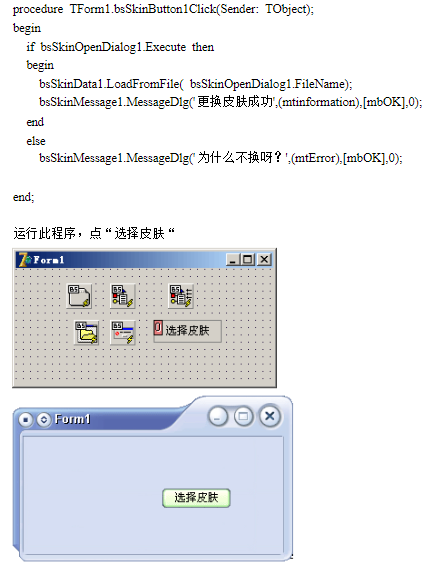 procedure TForm1.bsSkinButton1Click(Sender: TObject);
begin
if bsSkinOpenDialog1.Execute then
begin
bsSkinData1.LoadFromFile( bsSkinOpenDialog1.FileName);
bsSkinMessage1.MessageDlg('更换皮肤成功',(mtinformation),[mbOK],0);
end
else
bsSkinMessage1.MessageDlg('为什么不换呀？',(mtError),[mbOK],0);
end;
运行此程序，点“选择皮肤“
Form1
BS BS BS
BS BS 选择皮肤
Form1
选择皮肤